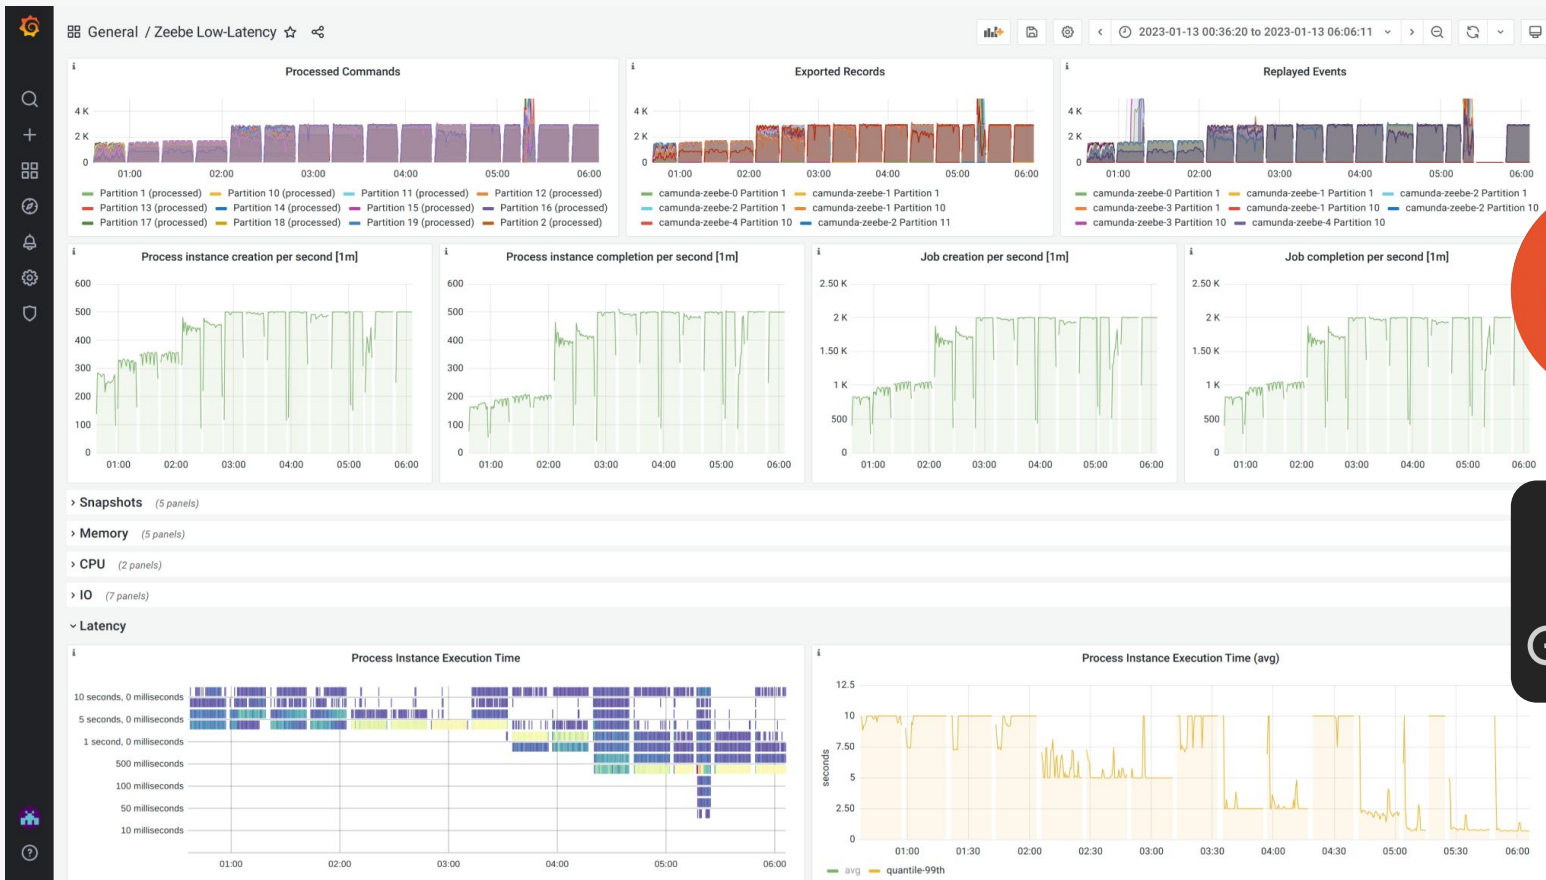 General / Zeebe Low-Latency
2023-01-13 00:36:20 to 2023-01-13 06:06:11
Processed Commands
4 K
2 K
0
01:00 02:00 03:00 04:00 05:00 06:00
Partition 1 (processed) Partition 10 (processed) Partition 11 (processed) Partition 12 (processed)
Partition 13 (processed) Partition 14 (processed) Partition 15 (processed) Partition 16 (processed)
Partition 17 (processed) Partition 18 (processed) Partition 19 (processed) Partition 2 (processed)
Exported Records
4 K
2 K
0
01:00 02:00 03:00 04:00 05:00 06:00
camunda-zeebe-0 Partition 1 camunda-zeebe-1 Partition 1
camunda-zeebe-2 Partition 1 camunda-zeebe-1 Partition 10
camunda-zeebe-4 Partition 10 camunda-zeebe-2 Partition 11
Replayed Events
4 K
2 K
0
01:00 02:00 03:00 04:00 05:00 06:00
camunda-zeebe-0 Partition 1 camunda-zeebe-1 Partition 1 camunda-zeebe-2 Partition 1
camunda-zeebe-3 Partition 1 camunda-zeebe-1 Partition 10 camunda-zeebe-2 Partition 10
camunda-zeebe-3 Partition 10 camunda-zeebe-4 Partition 10
Process instance creation per second [1m]
600
500
400
300
200
100
0
01:00 02:00 03:00 04:00 05:00 06:00
Process instance completion per second [1m]
600
500
400
300
200
100
0
01:00 02:00 03:00 04:00 05:00 06:00
Job creation per second [1m]
2.50 K
2 K
1.50 K
1 K
500
0
01:00 02:00 03:00 04:00 05:00 06:00
Job completion per second [1m]
2.50 K
2 K
1.50 K
1 K
500
0
01:00 02:00 03:00 04:00 05:00 06:00
Snapshots (5 panels)
Memory (5 panels)
CPU (2 panels)
IO (7 panels)
Latency
Process Instance Execution Time
10 seconds, 0 milliseconds
5 seconds, 0 milliseconds
1 second, 0 milliseconds
500 milliseconds
100 milliseconds
50 milliseconds
10 milliseconds
01:00 02:00 03:00 04:00 05:00 06:00
Process Instance Execution Time (avg)
seconds
12.5
10
7.50
5
2.50
0
01:00 01:30 02:00 02:30 03:00 03:30 04:00 04:30 05:00 05:30 06:00
avg quantile-99th